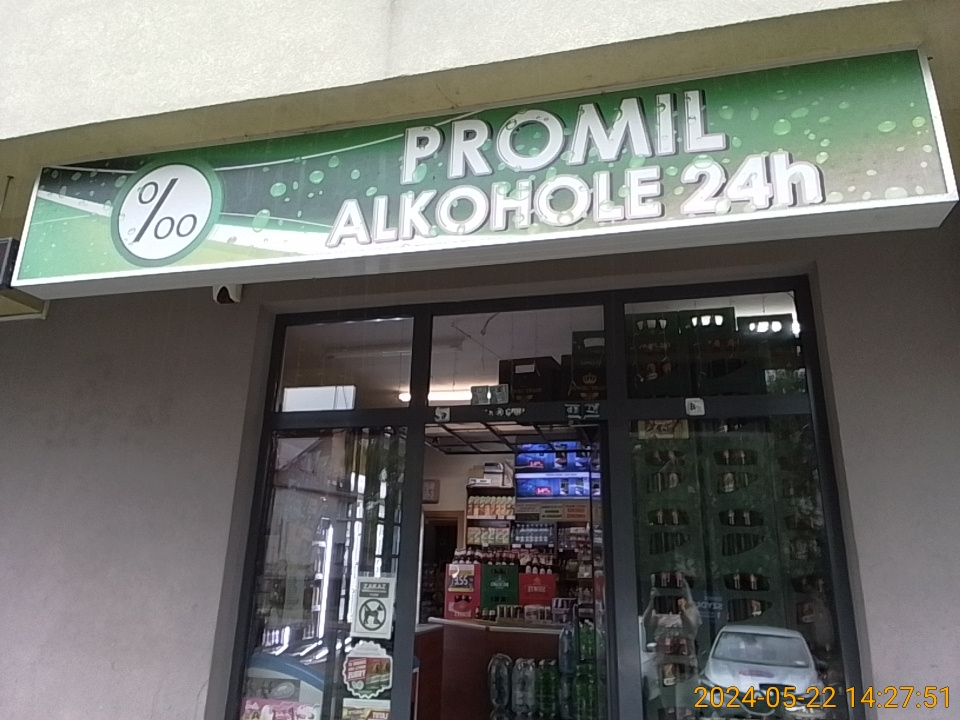 ‰
PROMIL
ALKOHOLE 24h
ZAKAZ
2024-05-22 14:27:51